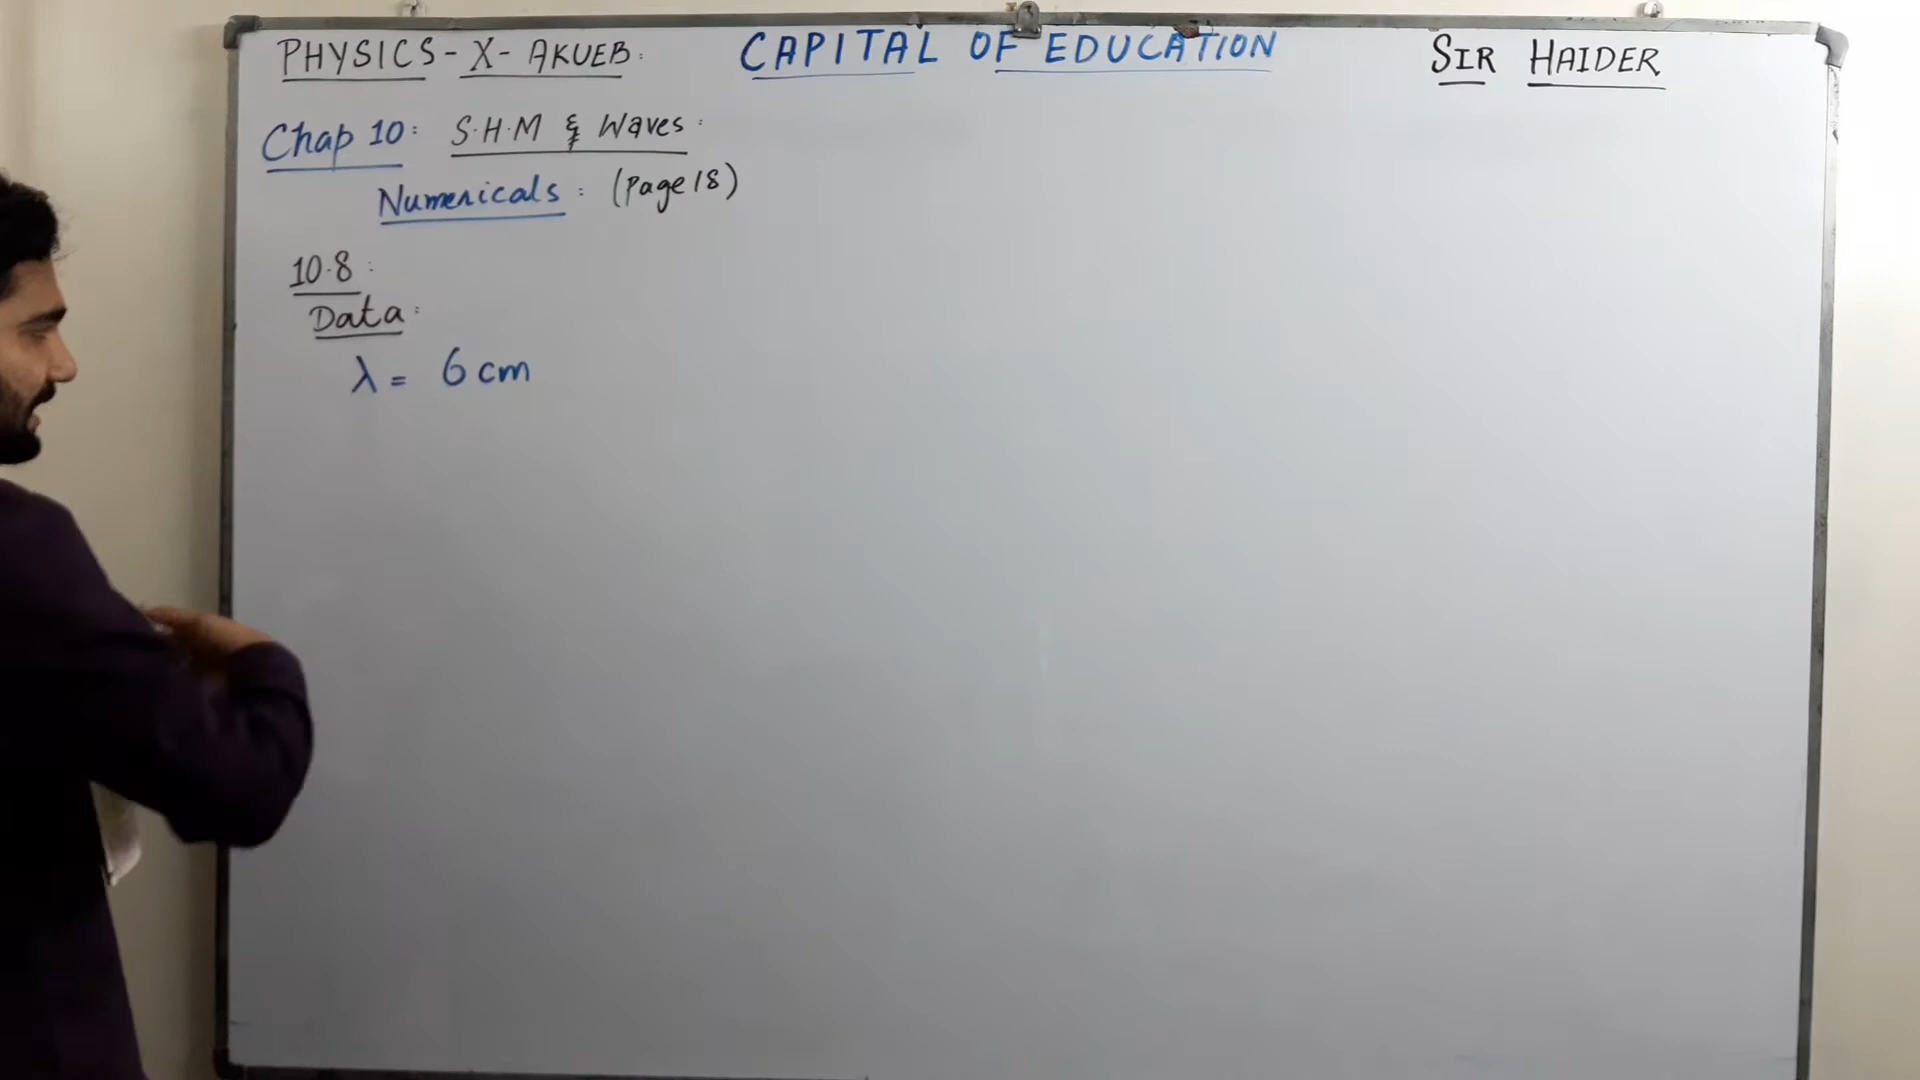 PHYSICS - X - AKUEB: CAPITAL OF EDUCATION SIR HAIDER
Chap 10: S.H.M & Waves:
Numericals: (Page 18)
10.8:
Data:
λ = 6 cm